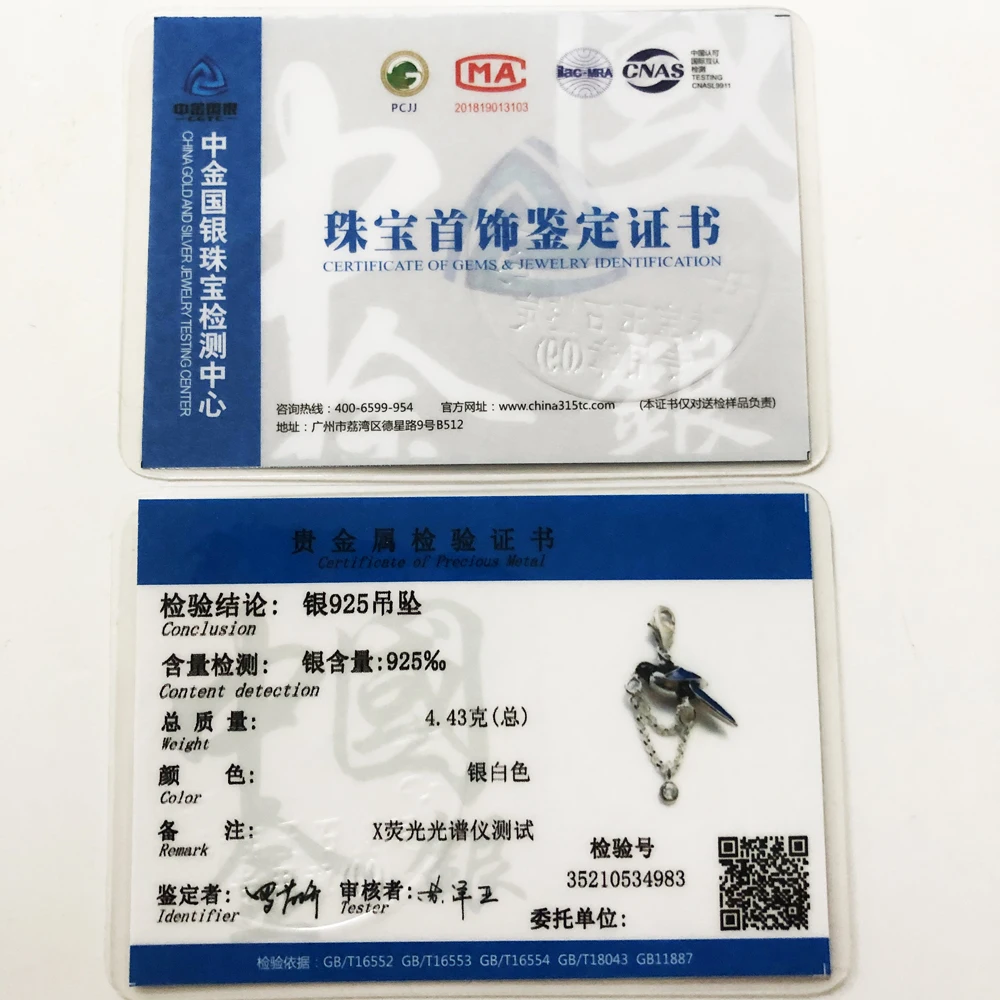 中金国银
CGTC
中金国银珠宝检测中心
CHINA GOLD AND SILVER JEWELRY TESTING CENTER
PCJJ
MA
201819013103
ilac-MRA
CNAS
中国认可
国际互认
检测
TESTING
CNASL9911
珠宝首饰鉴定证书
CERTIFICATE OF GEMS & JEWELRY IDENTIFICATION
咨询热线：400-6599-954 官方网址：www.china315tc.com (本证书仅对送检样品负责)
地址：广州市荔湾区德星路9号B512
贵金属检验证书
Certificate of Precious Metal
检验结论: 银925吊坠
Conclusion
含量检测: 银含量:925‰
Content detection
总质量: 4.43克(总)
Weight
颜色: 银白色
Color
备注: X荧光光谱仪测试
Remark
检验号
35210534983
鉴定者:
Identifier
审核者:
Tester
委托单位:
检验依据：GB/T16552 GB/T16553 GB/T16554 GB/T18043 GB11887